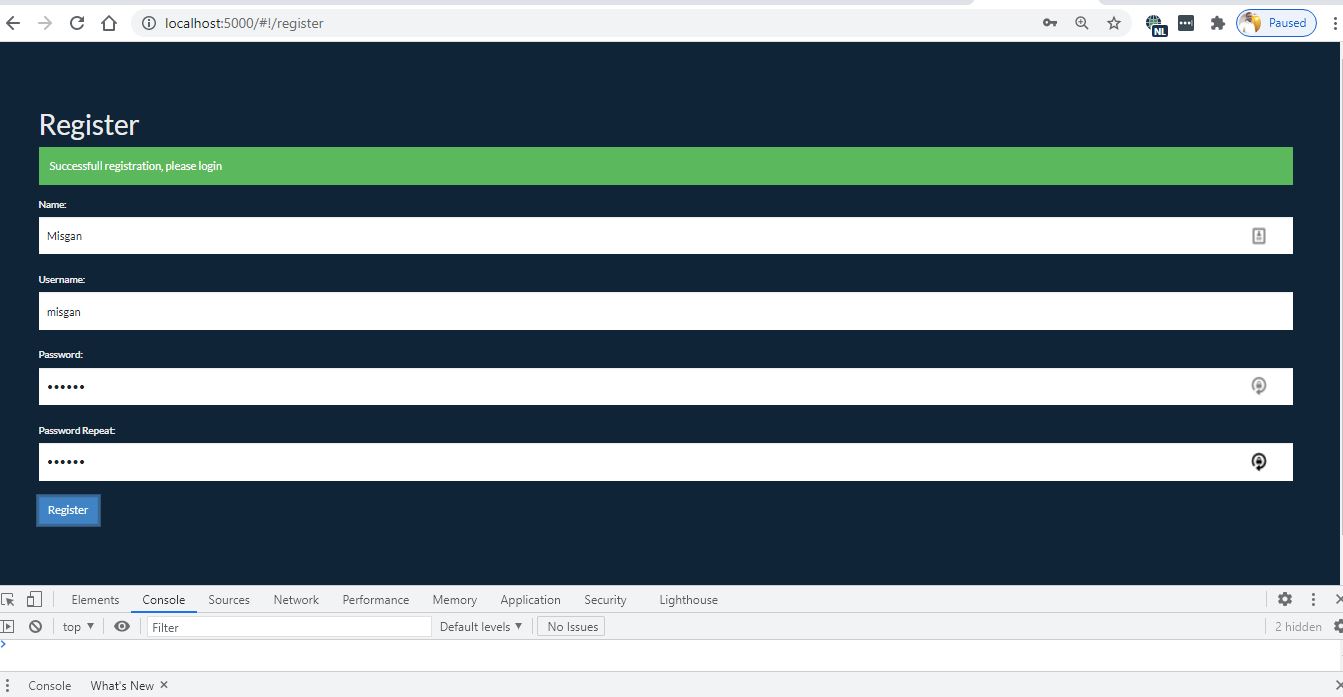 localhost:5000/#!/register
NL
Paused
Register
Successfull registration, please login
Name:
Misgan
Username:
misgan
Password:
••••••
Password Repeat:
••••••
Register
Elements Console Sources Network Performance Memory Application Security Lighthouse
top ▼ Filter Default levels ▼ No Issues 2 hidden
Console What's New ×